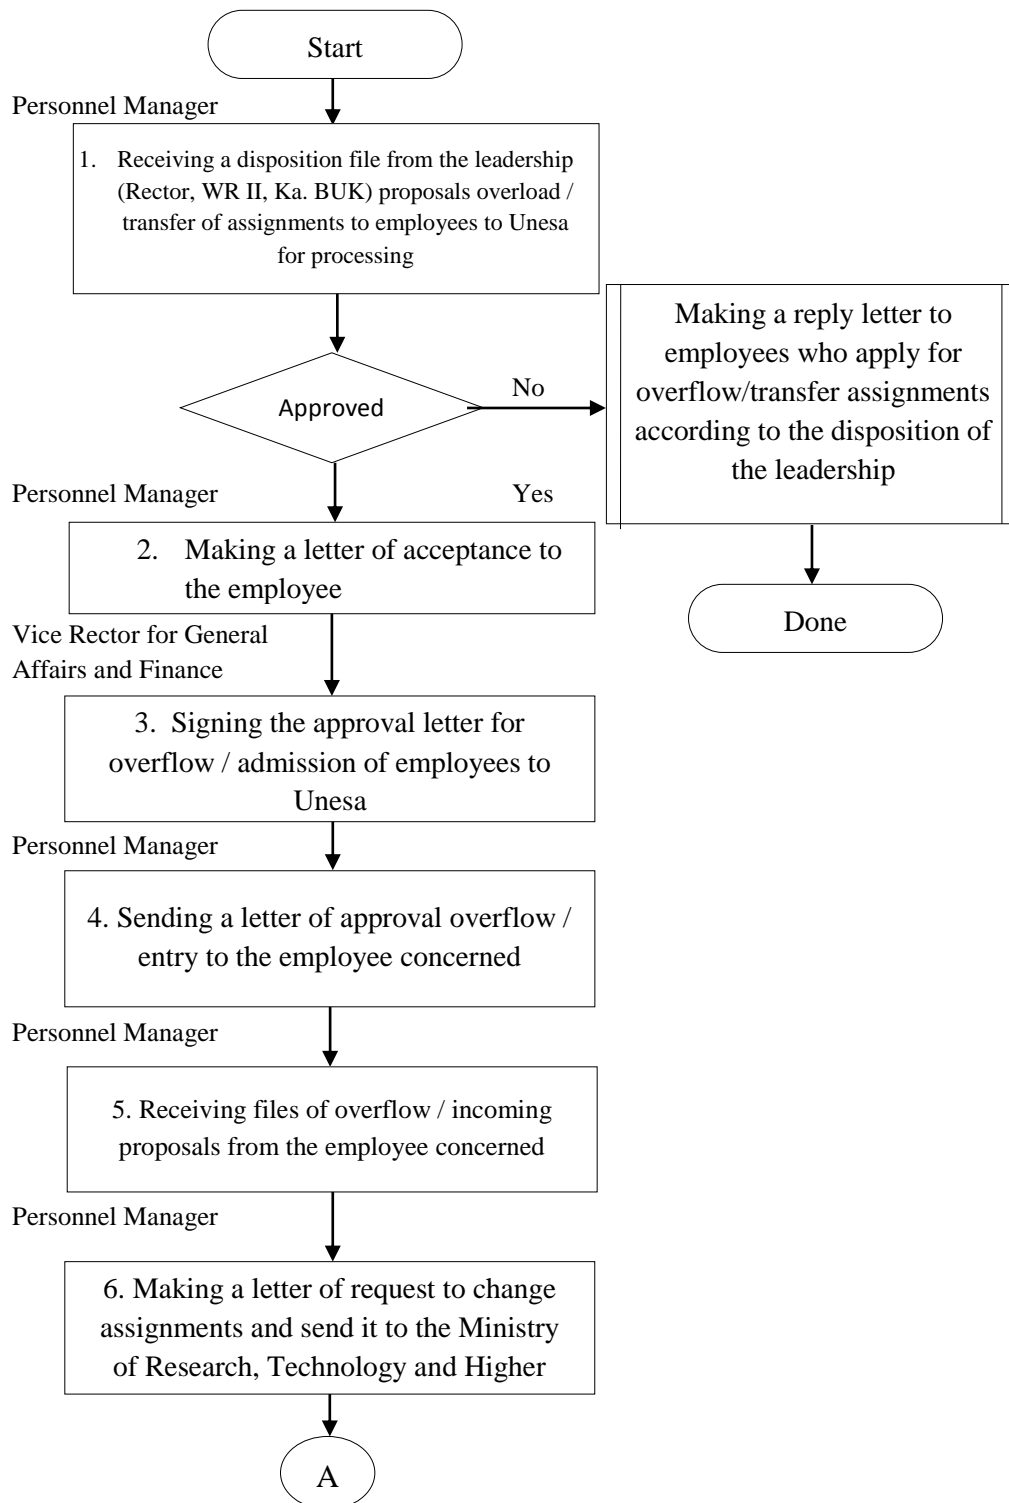 Start
Personnel Manager
1. Receiving a disposition file from the leadership
(Rector, WR II, Ka. BUK) proposals overload /
transfer of assignments to employees to Unesa
for processing
Approved
No
Making a reply letter to
employees who apply for
overflow/transfer assignments
according to the disposition of
the leadership
Personnel Manager
Yes
2. Making a letter of acceptance to
the employee
Done
Vice Rector for General
Affairs and Finance
3. Signing the approval letter for
overflow / admission of employees to
Unesa
Personnel Manager
4. Sending a letter of approval overflow /
entry to the employee concerned
Personnel Manager
5. Receiving files of overflow / incoming
proposals from the employee concerned
Personnel Manager
6. Making a letter of request to change
assignments and send it to the Ministry
of Research, Technology and Higher
A